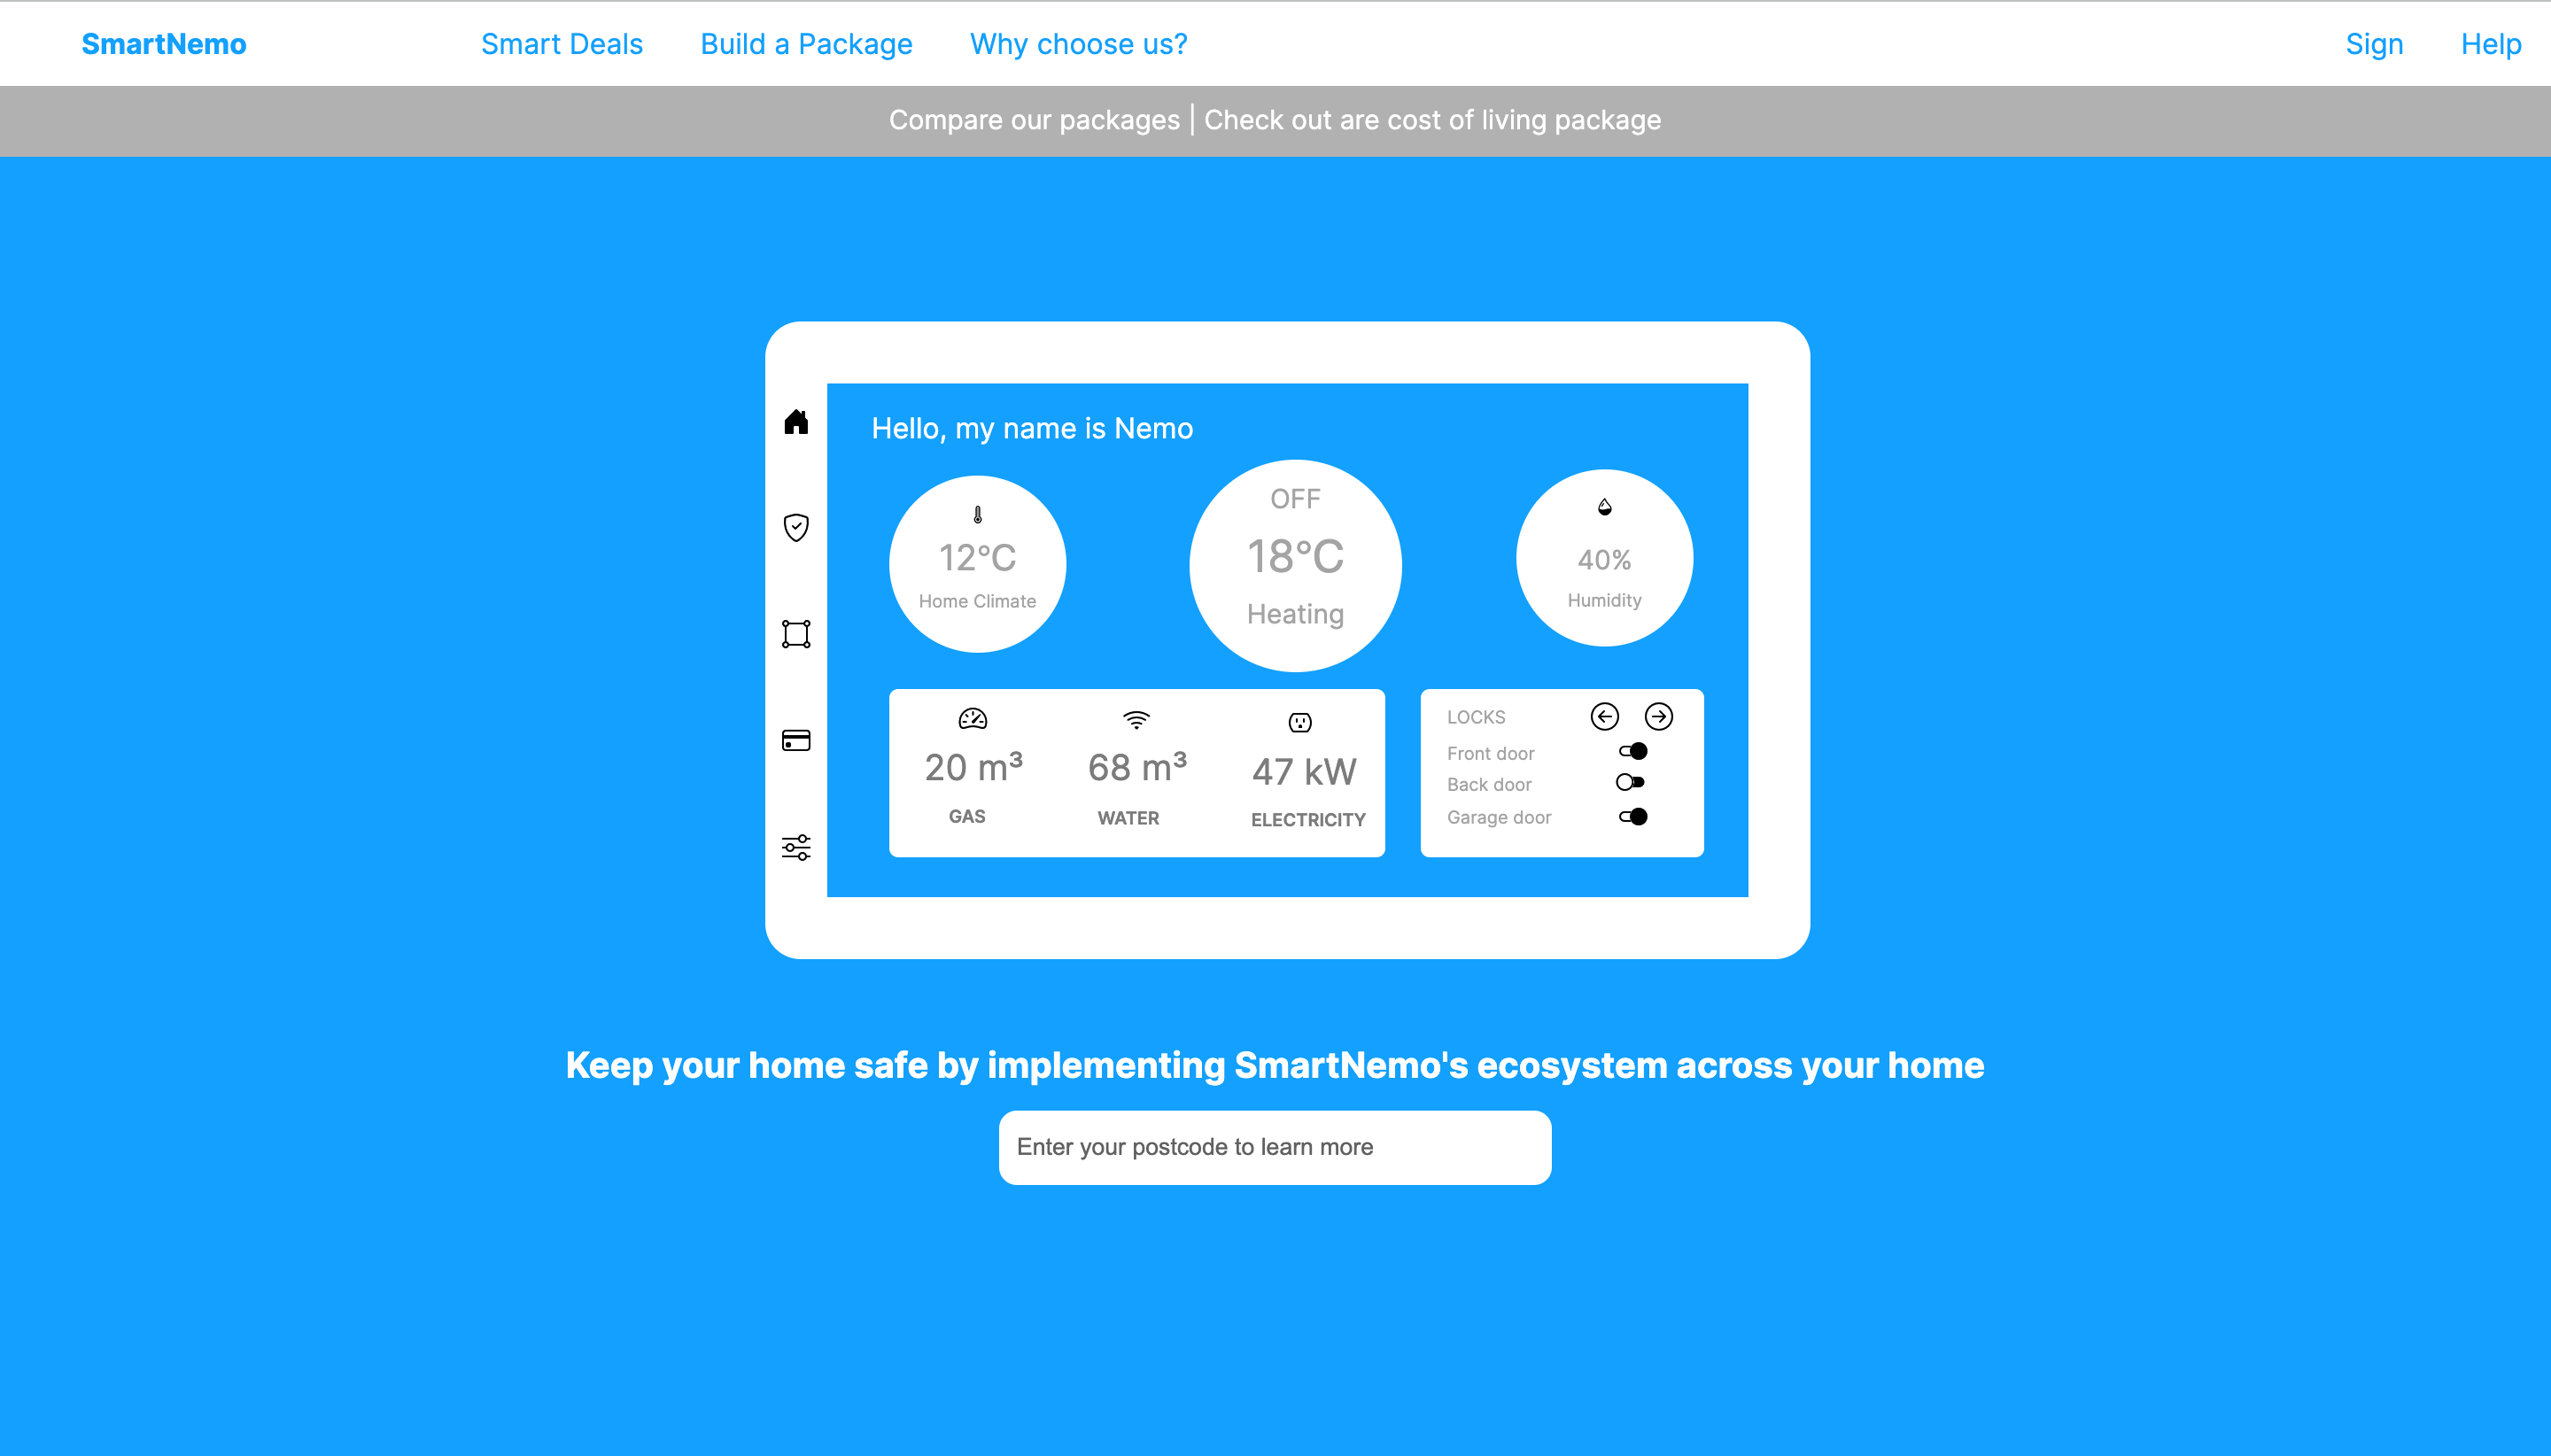 SmartNemo Smart Deals Build a Package Why choose us? Sign Help
Compare our packages | Check out are cost of living package
Hello, my name is Nemo
12°C
Home Climate
OFF
18°C
Heating
40%
Humidity
20 m³ 68 m³ 47 kW
GAS WATER ELECTRICITY
LOCKS
Front door
Back door
Garage door
Keep your home safe by implementing SmartNemo's ecosystem across your home
Enter your postcode to learn more